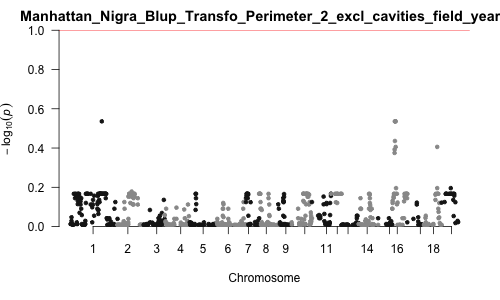 Manhattan_Nigra_Blup_Transfo_Perimeter_2_excl_cavities_field_year
1.0
0.8
0.6
0.4
0.2
0.0
− log10(p)
1 2 3 4 5 6 7 8 9 11 14 16 18
Chromosome